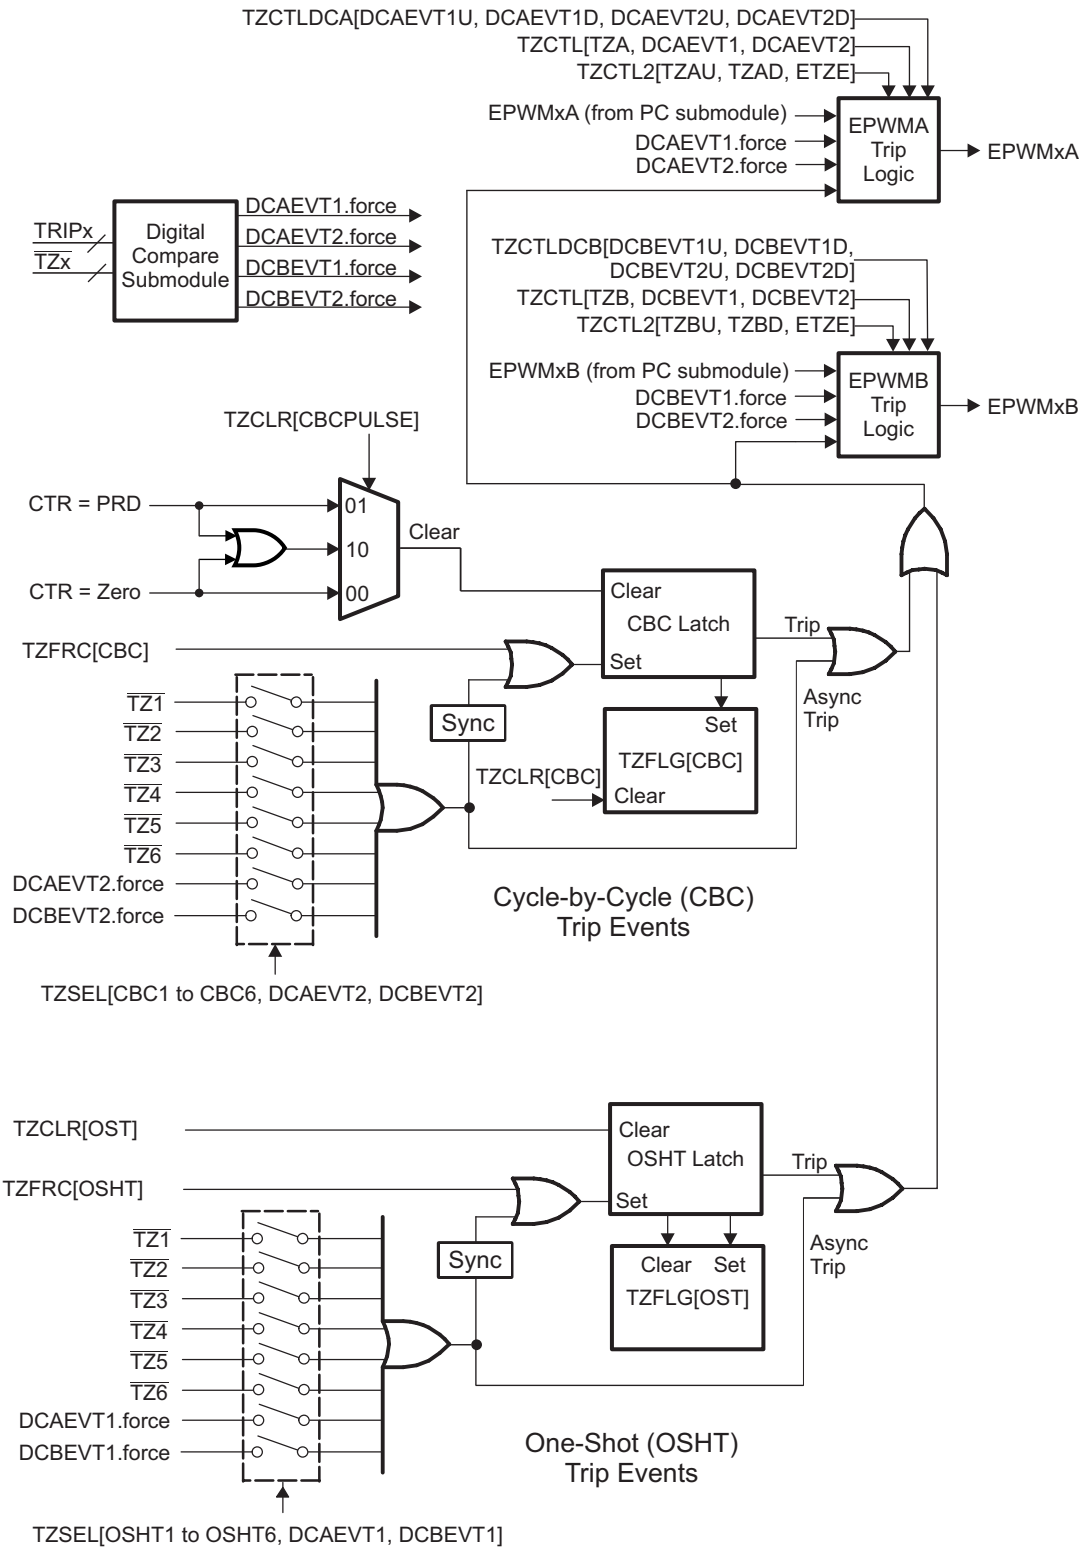 TZCTLDCA[DCAEVT1U, DCAEVT1D, DCAEVT2U, DCAEVT2D]
TZCTL[TZA, DCAEVT1, DCAEVT2]
TZCTL2[TZAU, TZAD, ETZE]
EPWMxA (from PC submodule)
DCAEVT1.force
DCAEVT2.force
EPWMA
Trip
Logic
EPWMxA
TRIPx
TZx
Digital
Compare
Submodule
DCAEVT1.force
DCAEVT2.force
DCBEVT1.force
DCBEVT2.force
TZCTLDCB[DCBEVT1U, DCBEVT1D,
DCBEVT2U, DCBEVT2D]
TZCTL[TZB, DCBEVT1, DCBEVT2]
TZCTL2[TZBU, TZBD, ETZE]
EPWMxB (from PC submodule)
DCBEVT1.force
DCBEVT2.force
EPWMB
Trip
Logic
EPWMxB
TZCLR[CBCPULSE]
CTR = PRD
CTR = Zero
01
10
00
Clear
Clear
CBC Latch
Set
Trip
Async
Trip
TZFRC[CBC]
Sync
Set
TZFLG[CBC]
Clear
TZCLR[CBC]
TZ1
TZ2
TZ3
TZ4
TZ5
TZ6
DCAEVT2.force
DCBEVT2.force
Cycle-by-Cycle (CBC)
Trip Events
TZSEL[CBC1 to CBC6, DCAEVT2, DCBEVT2]
TZCLR[OST]
TZFRC[OSHT]
Clear
OSHT Latch
Set
Trip
Async
Trip
Sync
Clear Set
TZFLG[OST]
TZ1
TZ2
TZ3
TZ4
TZ5
TZ6
DCAEVT1.force
DCBEVT1.force
One-Shot (OSHT)
Trip Events
TZSEL[OSHT1 to OSHT6, DCAEVT1, DCBEVT1]